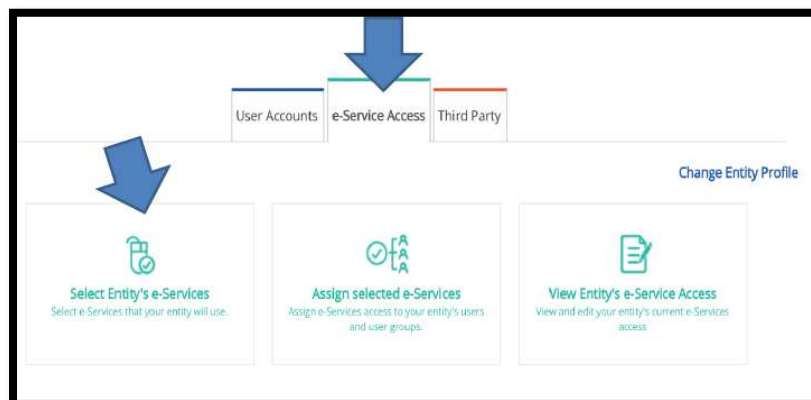 User Accounts
e-Service Access
Third Party
Change Entity Profile
Select Entity's e-Services
Select e-Services that your entity will use.
Assign selected e-Services
Assign e-Services access to your entity's users
and user groups.
View Entity's e-Service Access
View and edit your entity's current e-Services
access